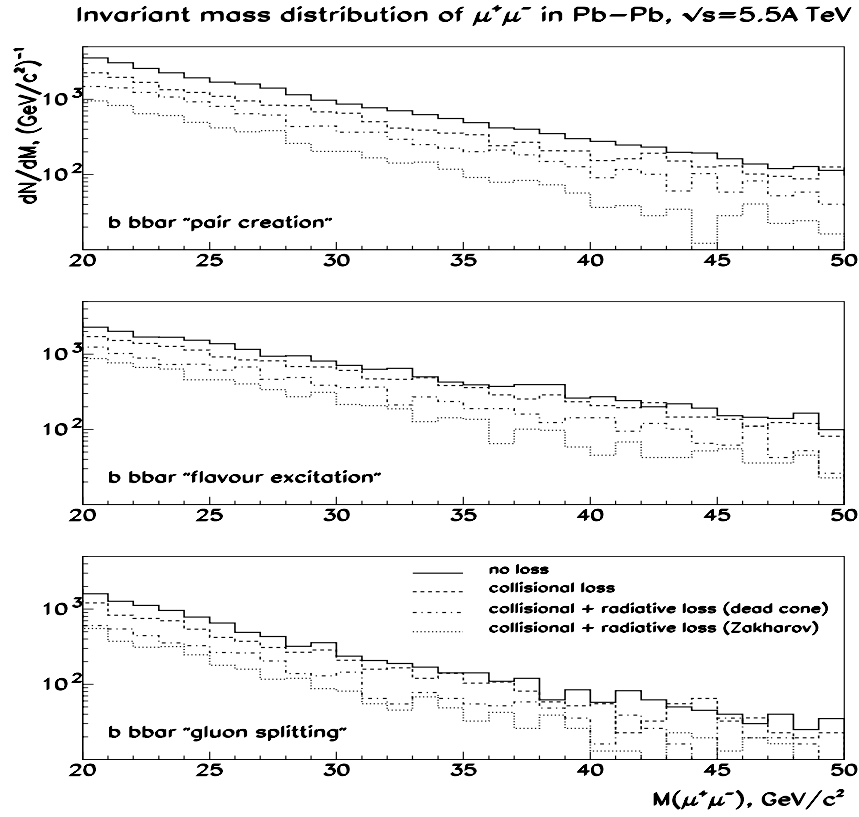 Invariant mass distribution of μ⁺μ⁻ in Pb-Pb, √s=5.5A TeV
dN/dM, (GeV/c²)⁻¹
10³
10²
b bbar "pair creation"
20 25 30 35 40 45 50
10³
10²
b bbar "flavour excitation"
20 25 30 35 40 45 50
no loss
collisional loss
collisional + radiative loss (dead cone)
collisional + radiative loss (Zakharov)
10³
10²
b bbar "gluon splitting"
20 25 30 35 40 45 50
M(μ⁺μ⁻), GeV/c²